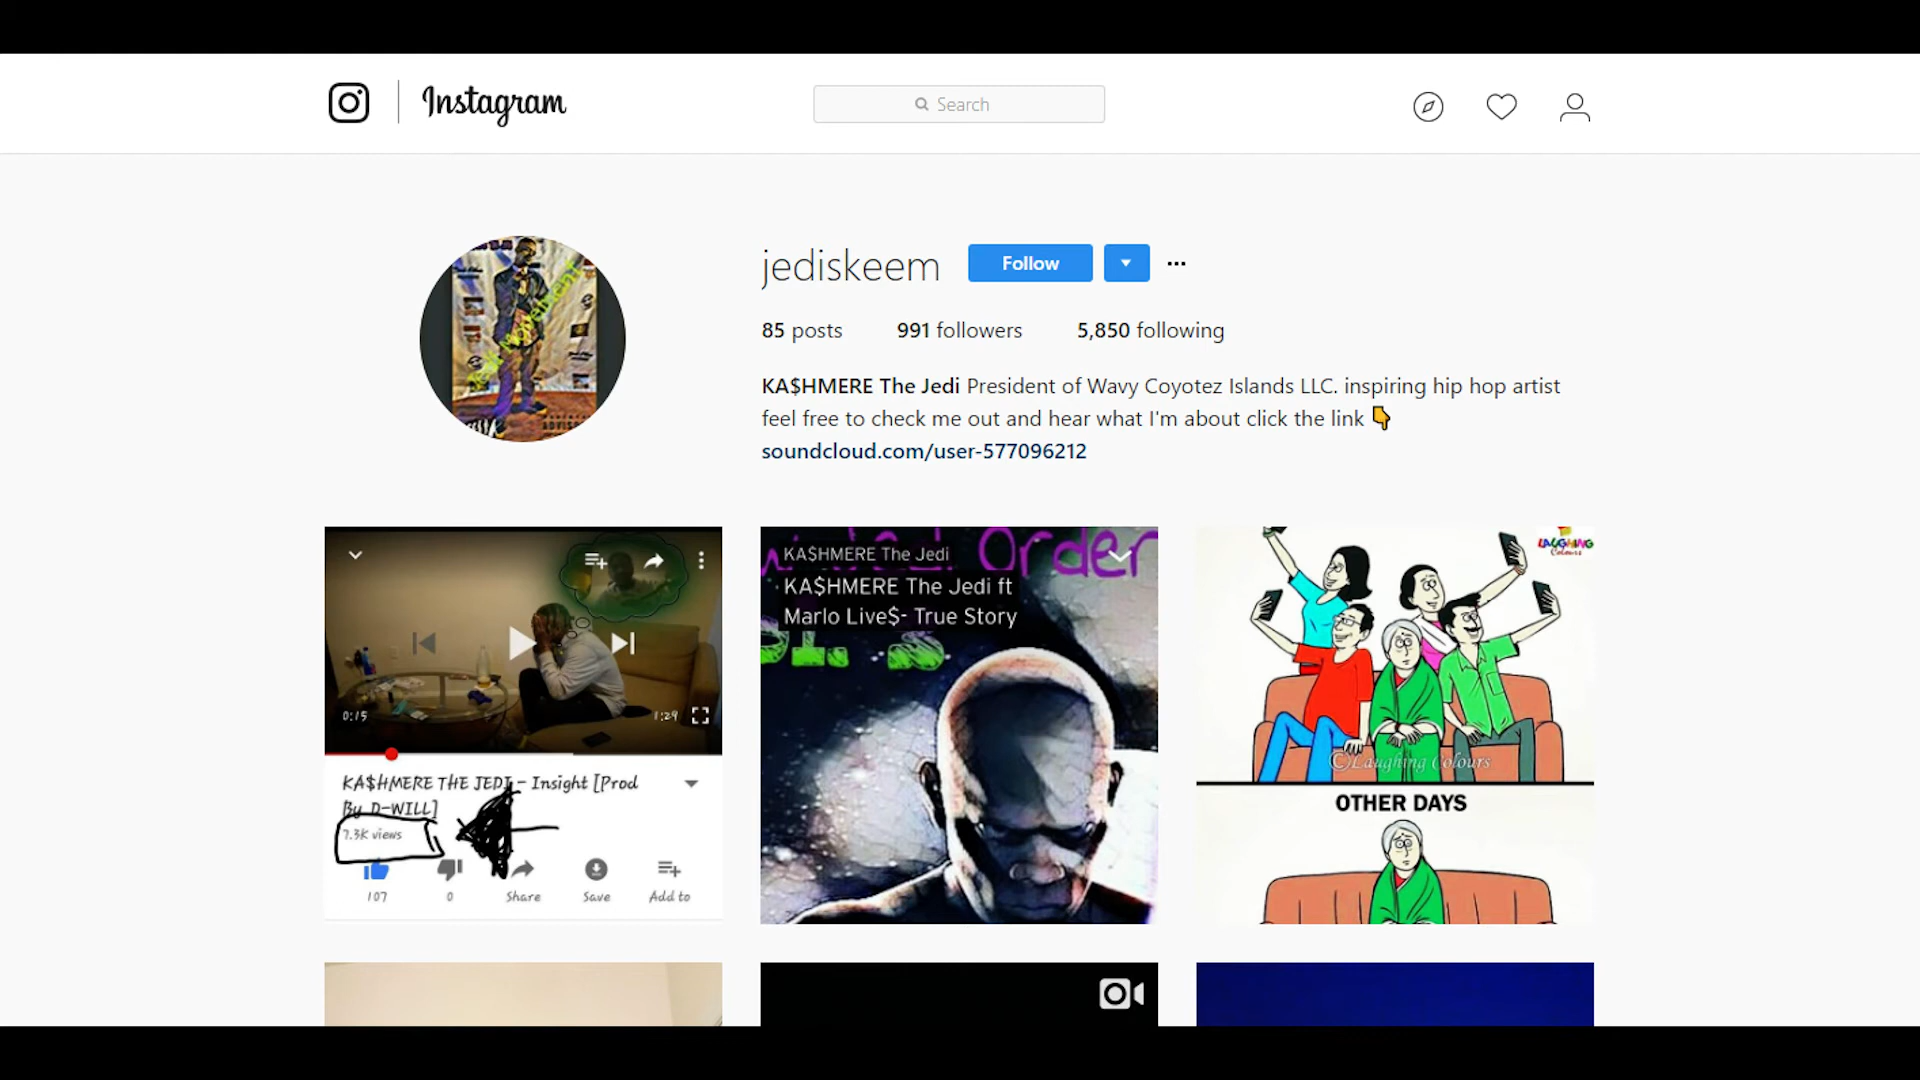 Instagram
Search
jediskeem Follow
85 posts 991 followers 5,850 following
KA$HMERE The Jedi President of Wavy Coyotez Islands LLC. inspiring hip hop artist
feel free to check me out and hear what I'm about click the link
soundcloud.com/user-577096212
0:15 1:29
KA$HMERE THE JEDI - Insight [Prod
By D-WILL]
7.3K views
107 0 Share Save Add to
Order
KA$HMERE The Jedi
KA$HMERE The Jedi ft
Marlo Live$- True Story
LAUGHING
Colours
©Laughing Colours
OTHER DAYS